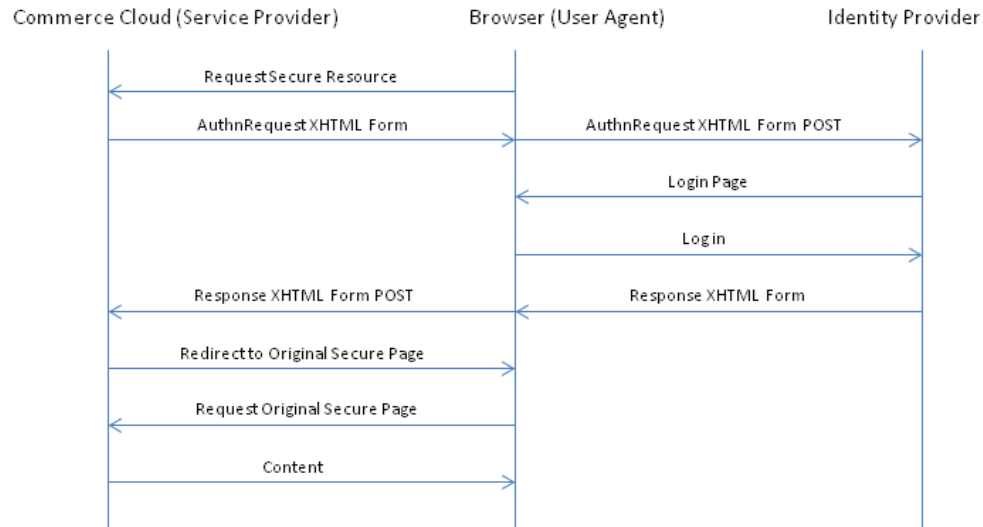 Commerce Cloud (Service Provider) Browser (User Agent) Identity Provider
Request Secure Resource
AuthnRequest XHTML Form AuthnRequest XHTML Form POST
Login Page
Log in
Response XHTML Form POST Response XHTML Form
Redirect to Original Secure Page
Request Original Secure Page
Content